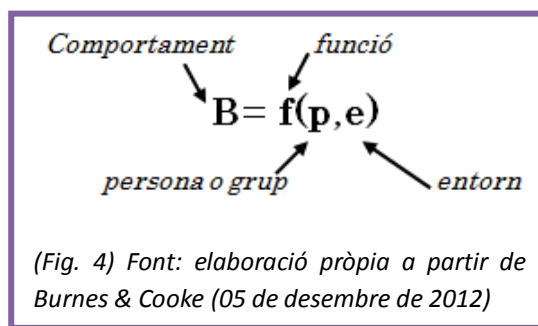 Comportament funció
B= f(p,e)
persona o grup entorn
(Fig. 4) Font: elaboració pròpia a partir de
Burnes & Cooke (05 de desembre de 2012)